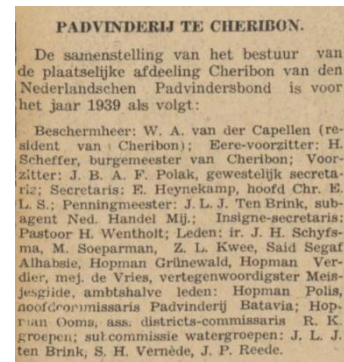 PADVINDERIJ TE CHERIBON.
De samenstelling van het bestuur van
de plaatselijke afdeeling Cheribon van den
Nederlandschen Padvindersbond is voor
het jaar 1939 als volgt:
Beschermheer: W. A. van der Capellen (re-
sident van Cheribon); Eere-voorzitter: H.
Scheffer, burgemeester van Cheribon; Voor-
zitter: J. B. A. F. Polak, gewestelijk secreta-
ris; Secretaris: E. Heynekamp, hoofd Chr. E.
L. S.; Penningmeester: J. L. J. Ten Brink, sub-
agent Ned. Handel Mij.; Insigne-secretaris:
Pastoor H. Wentholt; Leden: ir. J. H. Schyfs-
ma, M. Soeparman, Z. L. Kwee, Said Segaf
Alhabsie, Hopman Grünewald, Hopman Ver-
dier, mej. de Vries, vertegenwoordigster Meis-
jesgilde, ambtshalve leden: Hopman Polis,
hoofdcommissaris Padvinderij Batavia; Hop-
man Ooms, ass. districts-commissaris R. K.
groepen; subcommissie watergroepen: J. L. J.
ten Brink, S. H. Vernède, J. P. Reede.